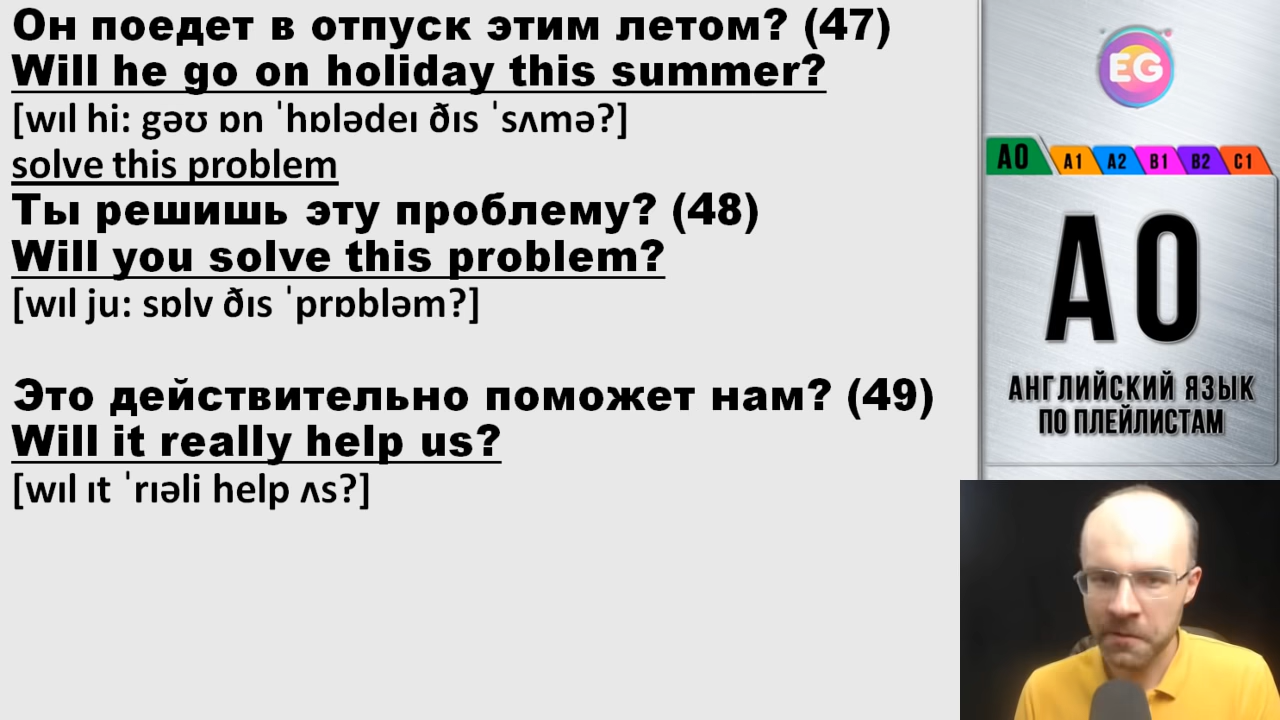 Он поедет в отпуск этим летом? (47)
Will he go on holiday this summer?
[wɪl hi: gəʊ ɒn ˈhɒlədeɪ ðɪs ˈsʌmə?]
solve this problem
Ты решишь эту проблему? (48)
Will you solve this problem?
[wɪl ju: sɒlv ðɪs ˈprɒbləm?]
Это действительно поможет нам? (49)
Will it really help us?
[wɪl ɪt ˈrɪəli help ʌs?]
EG
A0 A1 A2 B1 B2 C1
A0
АНГЛИЙСКИЙ ЯЗЫК
ПО ПЛЕЙЛИСТАМ